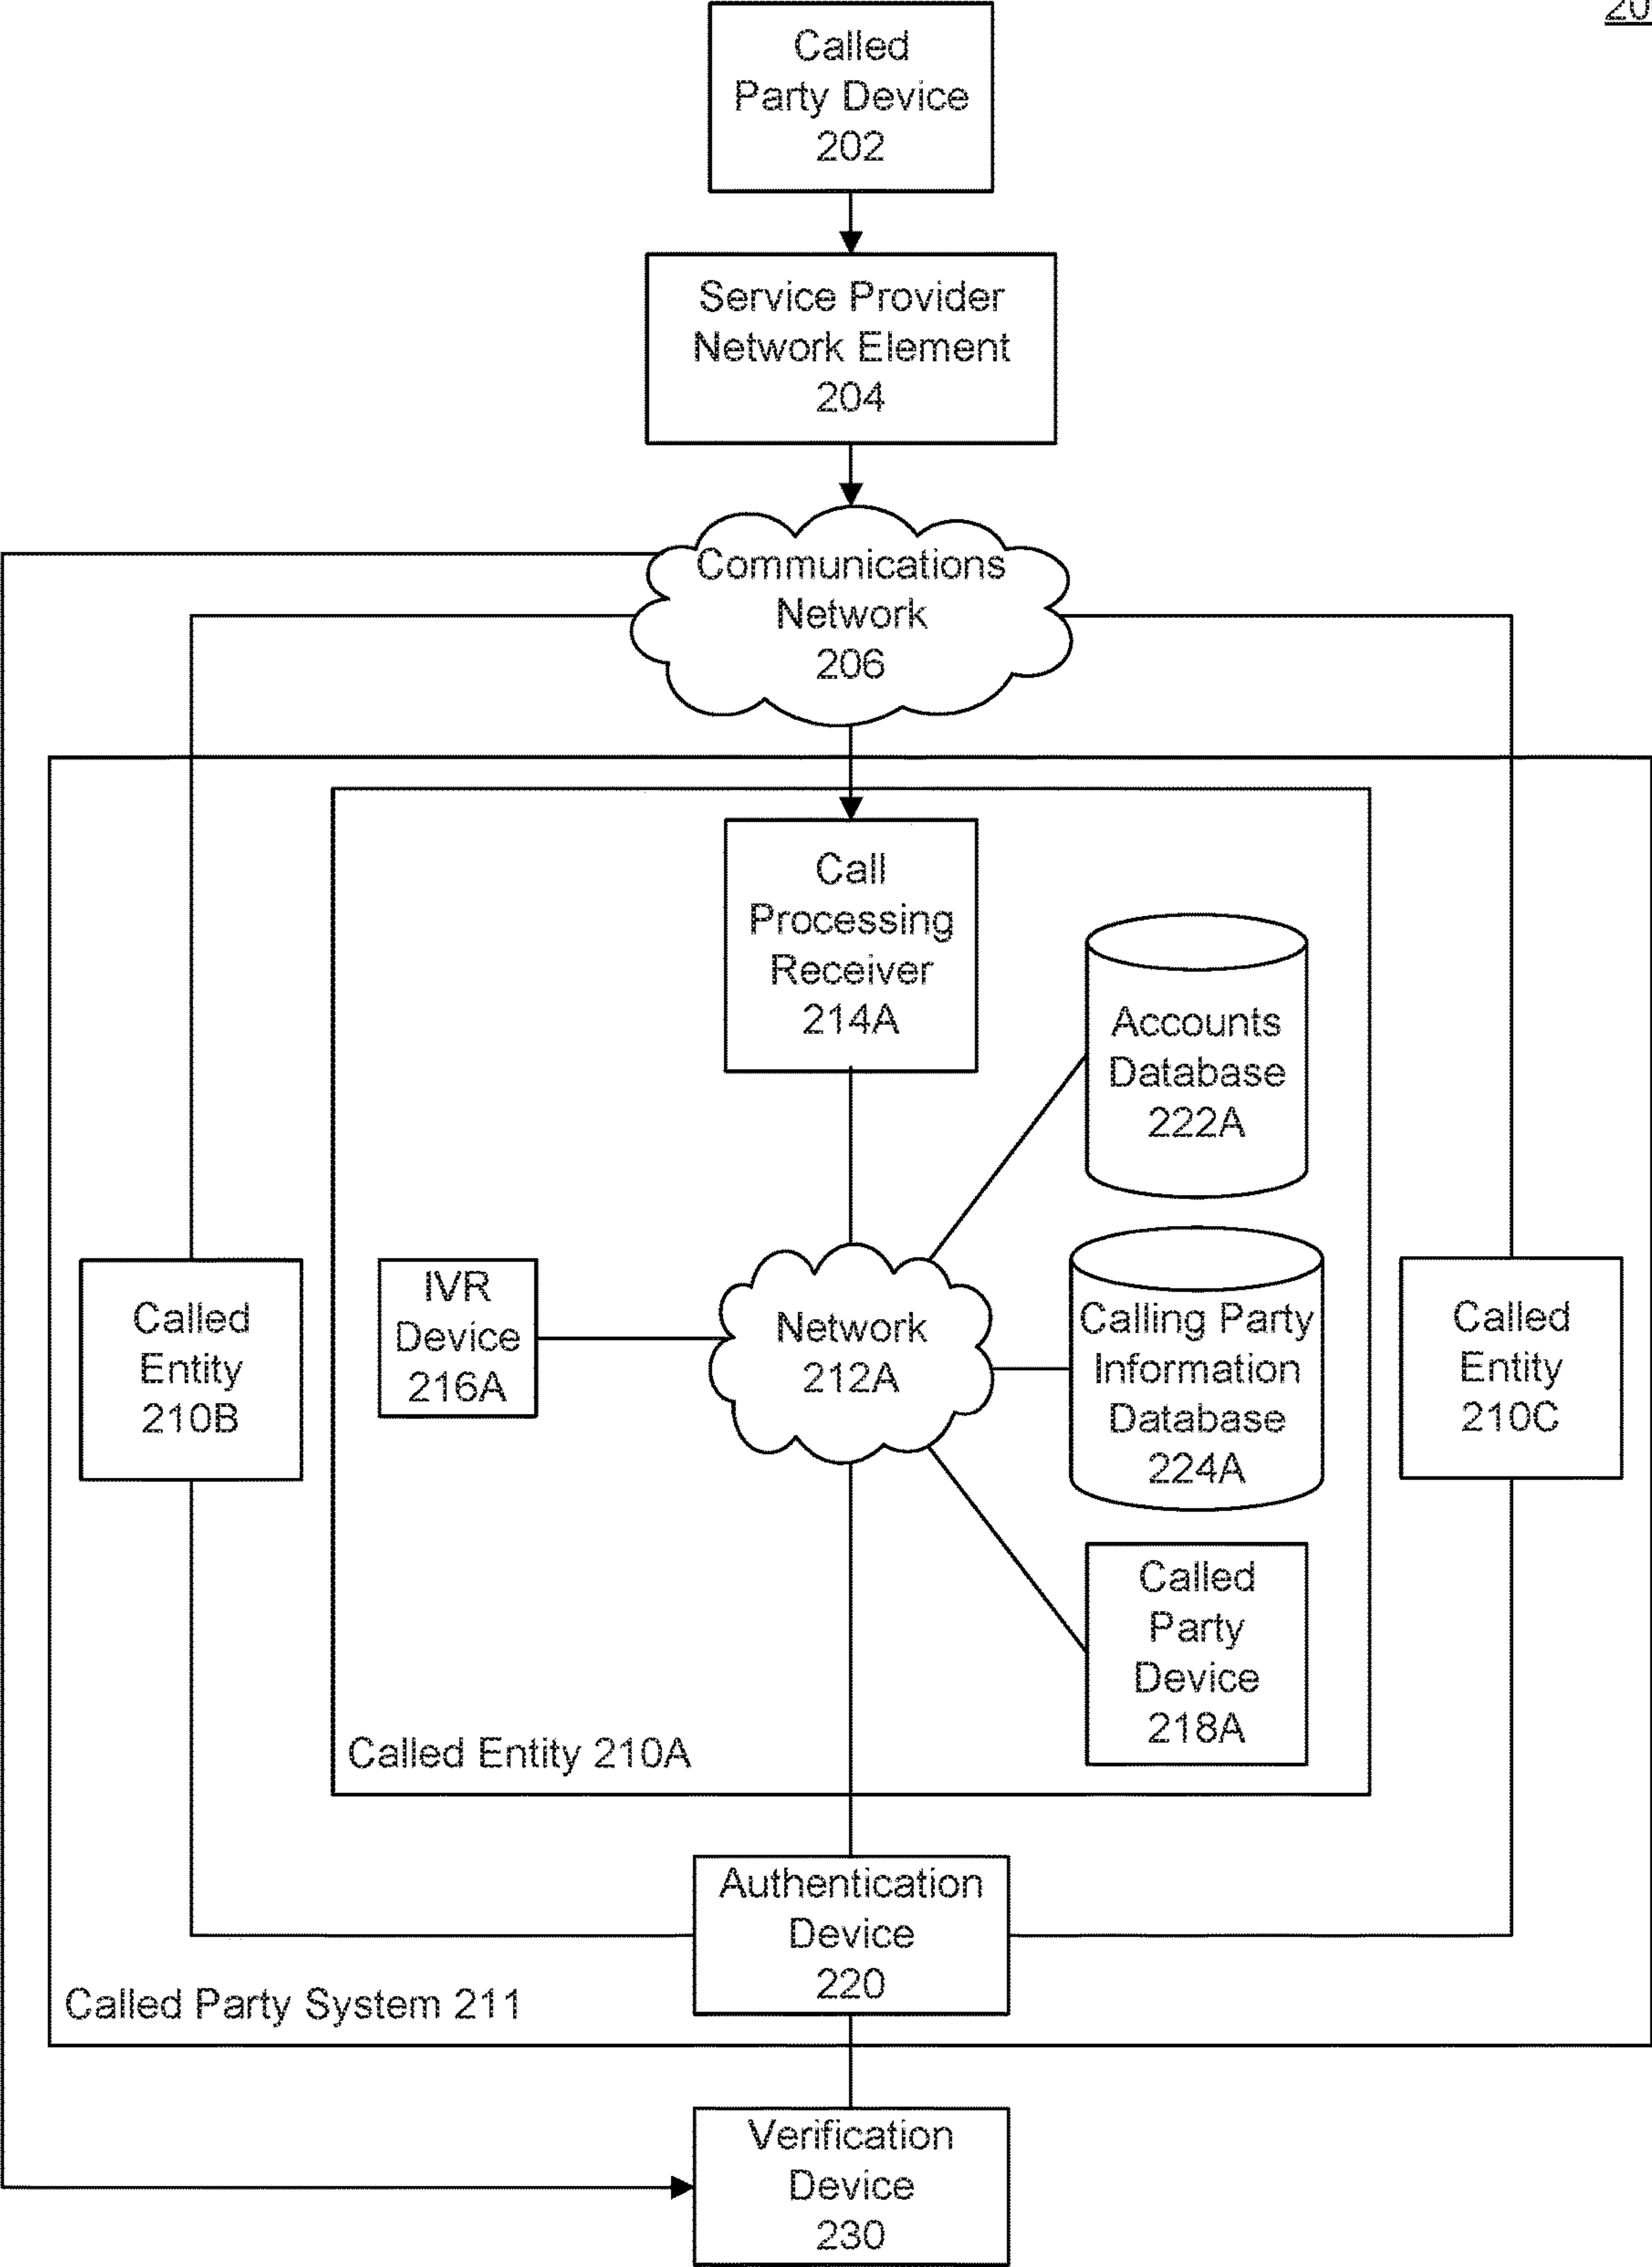 Called
Party Device
202
Service Provider
Network Element
204
Communications
Network
206
Call
Processing
Receiver
214A
Accounts
Database
222A
IVR
Device
216A
Network
212A
Calling Party
Information
Database
224A
Called
Entity
210B
Called
Entity
210C
Called
Party
Device
218A
Called Entity 210A
Authentication
Device
220
Called Party System 211
Verification
Device
230